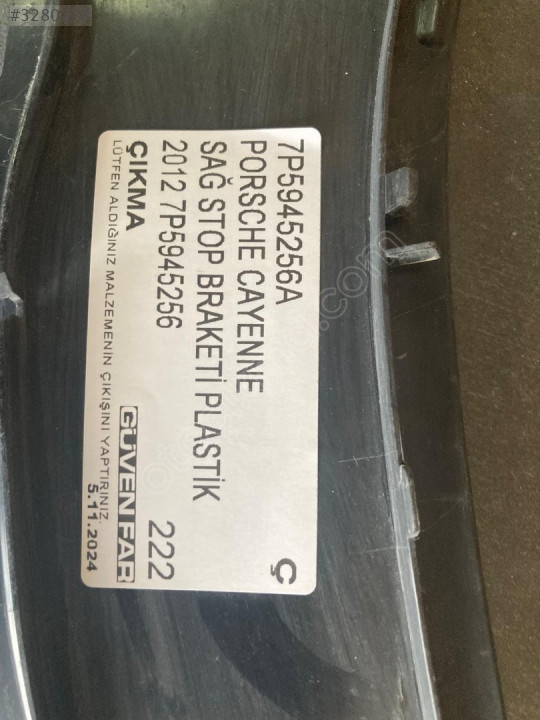 #3280
7P5945256A
Ç
PORSCHE CAYENNE
SAĞ STOP BRAKETİ PLASTİK
2012 7P5945256
222
ÇIKMA
GÜVEN FAR
LÜTFEN ALDIĞINIZ MALZEMENİN ÇIKIŞINI YAPTIRINIZ.
5.11.2024